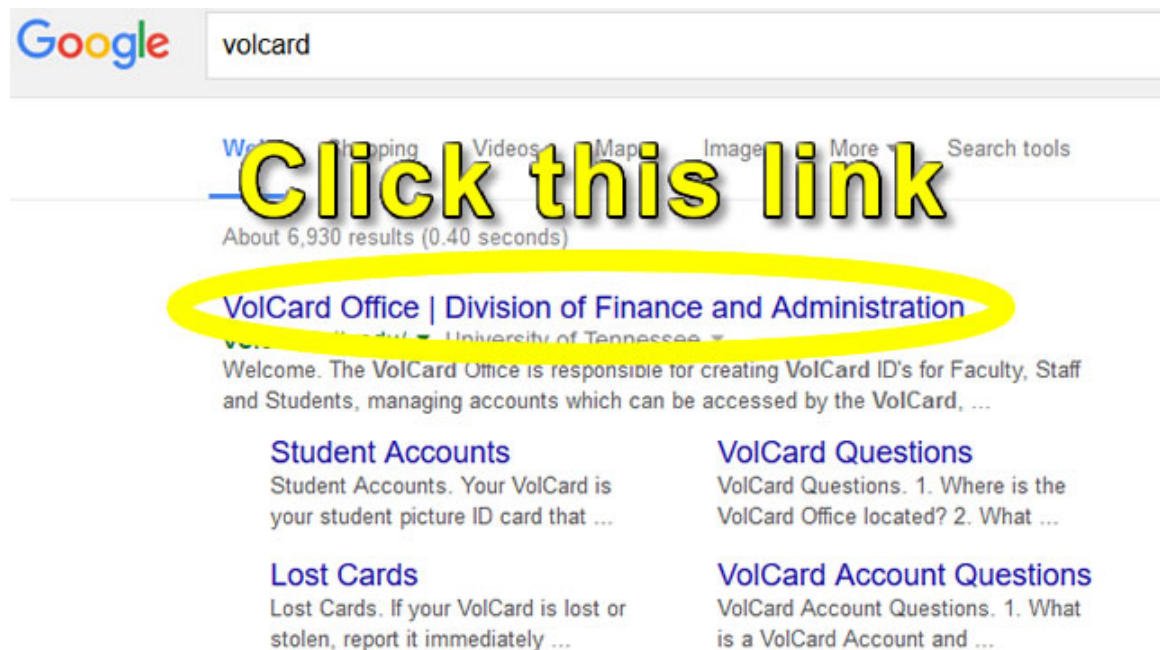 Google volcard
Shopping Videos Maps Images More Search tools
Click this link
About 6,930 results (0.40 seconds)
VolCard Office | Division of Finance and Administration
University of Tennessee
Welcome. The VolCard Office is responsible for creating VolCard ID's for Faculty, Staff
and Students, managing accounts which can be accessed by the VolCard, ...
Student Accounts
Student Accounts. Your VolCard is
your student picture ID card that ...
VolCard Questions
VolCard Questions. 1. Where is the
VolCard Office located? 2. What ...
Lost Cards
Lost Cards. If your VolCard is lost or
stolen, report it immediately ...
VolCard Account Questions
VolCard Account Questions. 1. What
is a VolCard Account and ...